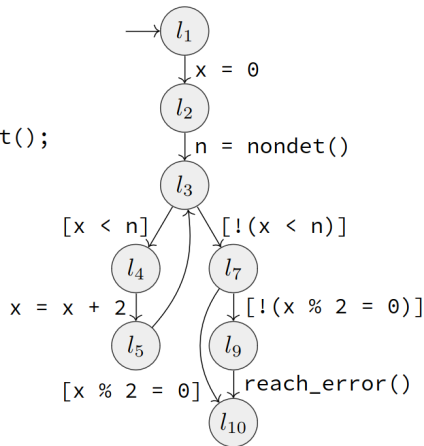 l1
x = 0
l2
t();
n = nondet()
l3
[x < n]
[!(x < n)]
l4
l7
x = x + 2
[!(x % 2 = 0)]
l5
l9
[x % 2 = 0]
reach_error()
l10